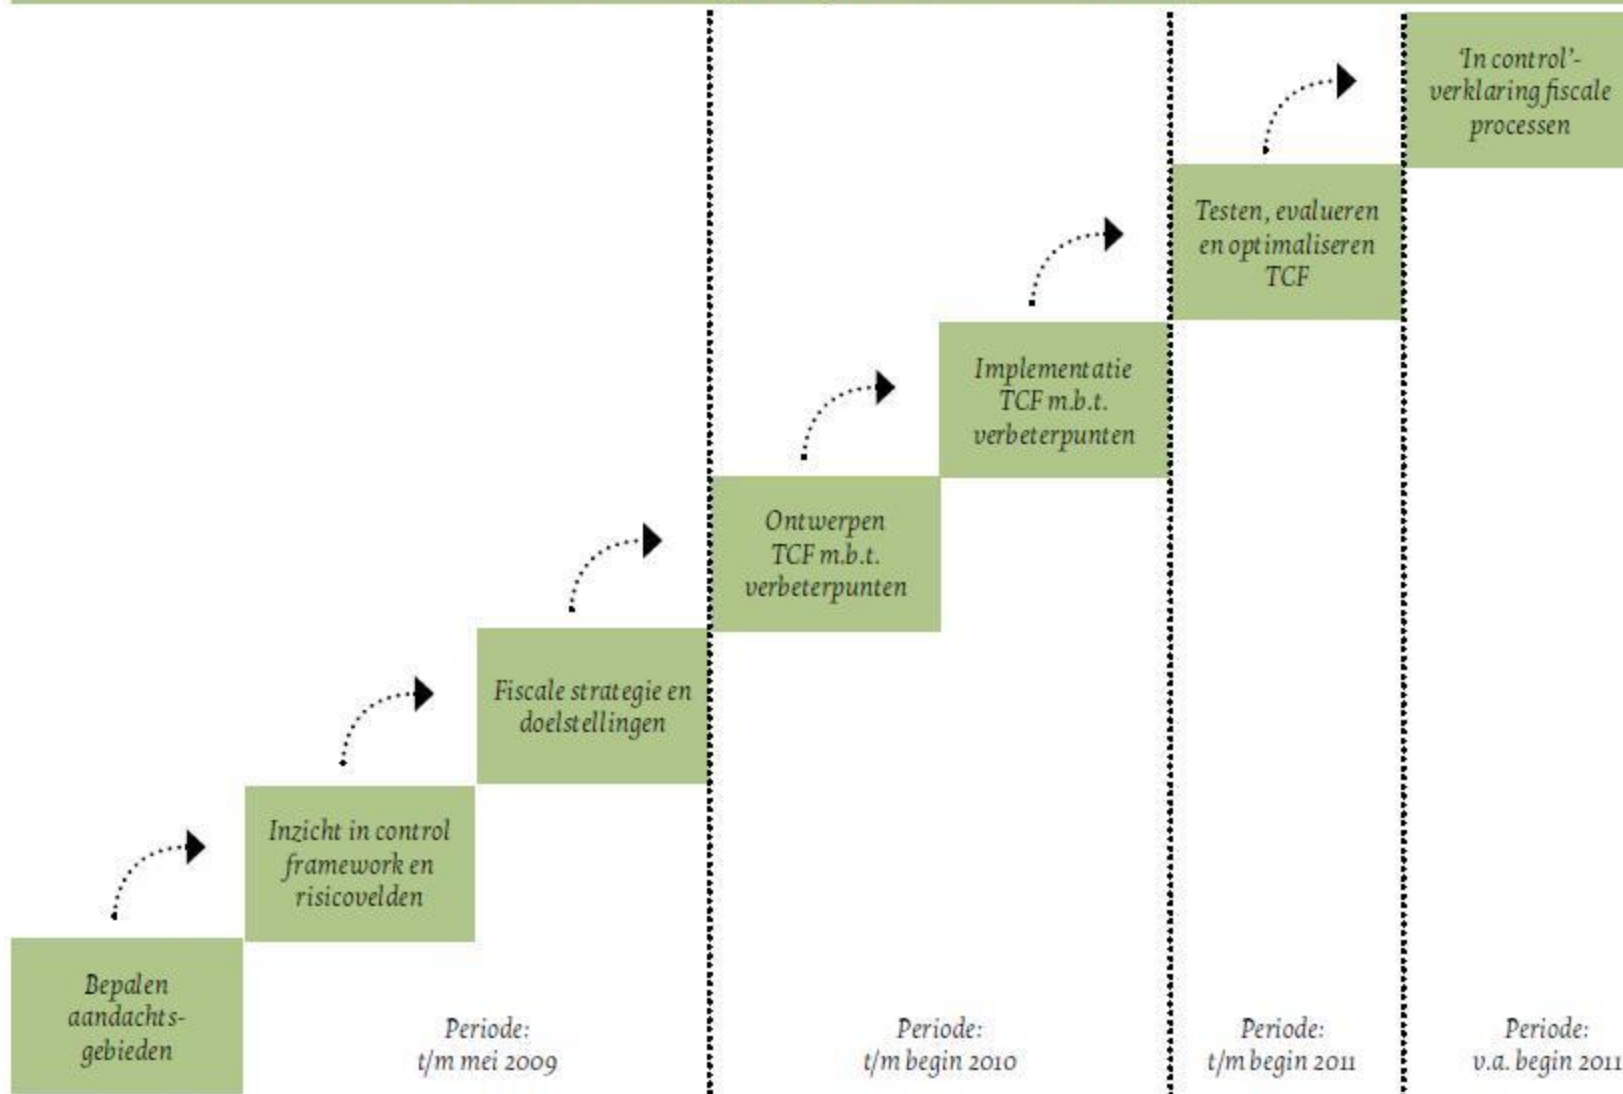 'In control'-
verklaring fiscale
processen
Testen, evalueren
en optimaliseren
TCF
Implementatie
TCF m.b.t.
verbeterpunten
Ontwerpen
TCF m.b.t.
verbeterpunten
Fiscale strategie en
doelstellingen
Inzicht in control
framework en
risicovelden
Bepalen
aandachts-
gebieden
Periode:
t/m mei 2009
Periode:
t/m begin 2010
Periode:
t/m begin 2011
Periode:
v.a. begin 2011